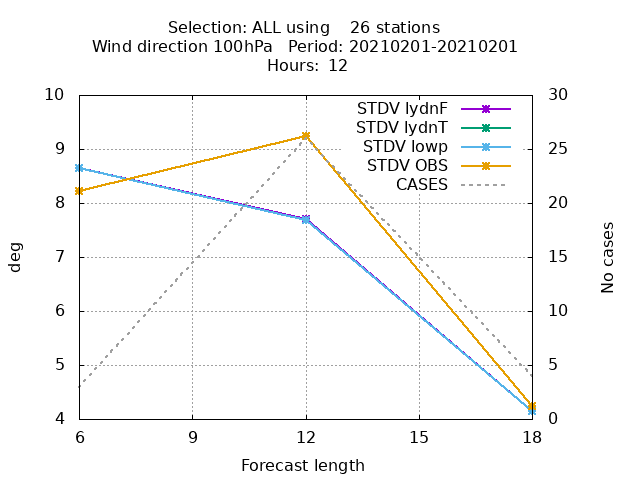 Selection: ALL using    26 stations
Wind direction 100hPa   Period: 20210201-20210201
Hours: 12
STDV lydnF
STDV lydnT
STDV lowp
STDV OBS
CASES
deg
10
9
8
7
6
5
4
30
25
20
15
10
5
0
No cases
6 9 12 15 18
Forecast length